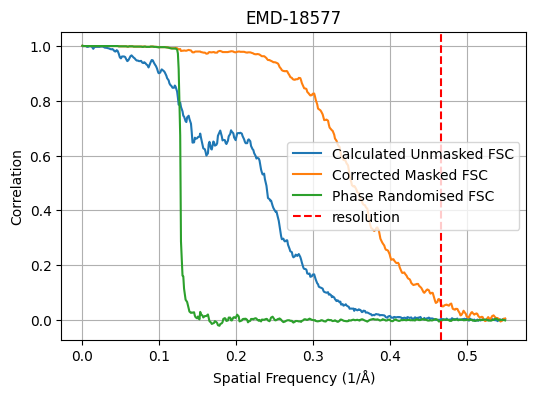 EMD-18577
1.0
0.8
0.6
0.4
0.2
0.0
Correlation
Calculated Unmasked FSC
Corrected Masked FSC
Phase Randomised FSC
resolution
0.0 0.1 0.2 0.3 0.4 0.5
Spatial Frequency (1/Å)